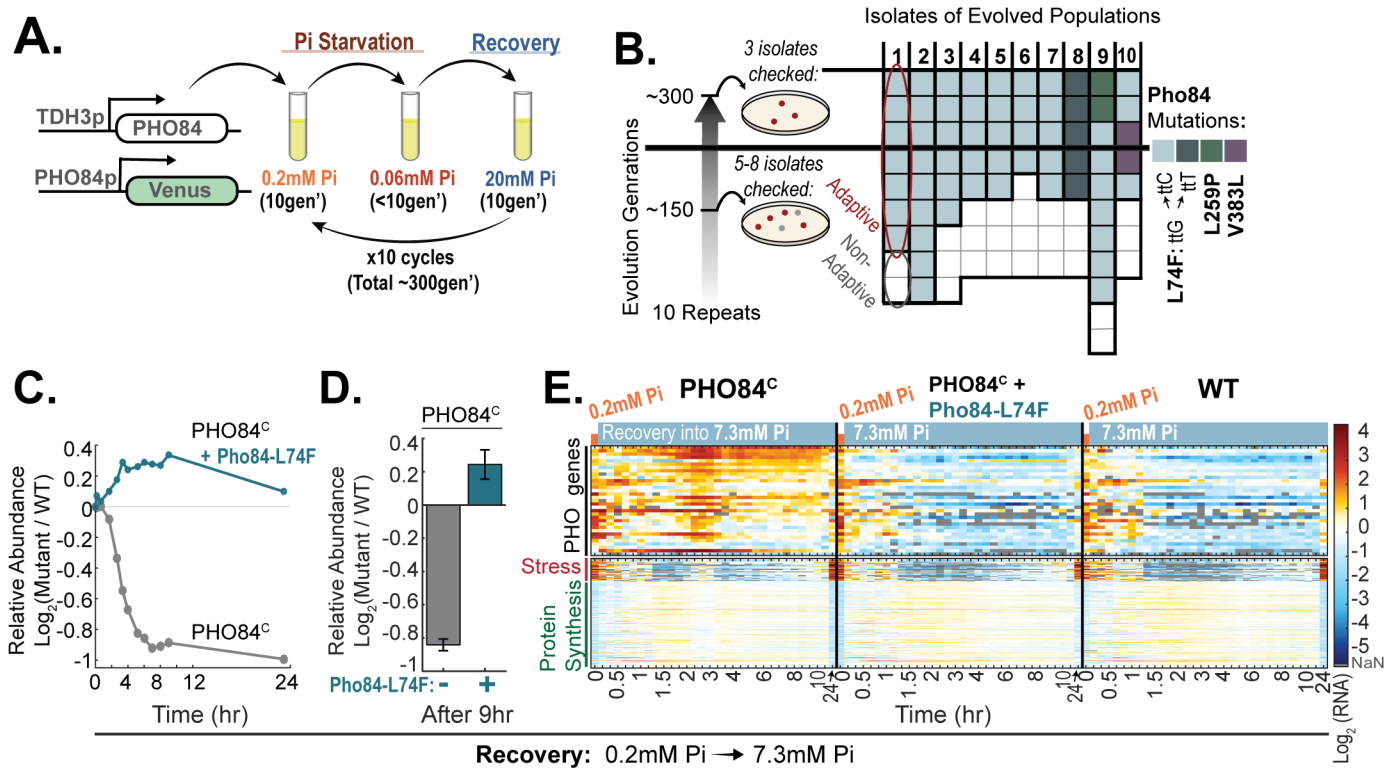 A.
Pi Starvation
Recovery
TDH3p
PHO84
PHO84p
Venus
0.2mM Pi
(10gen’)
0.06mM Pi
(<10gen’)
20mM Pi
(10gen’)
x10 cycles
(Total ~300gen’)
B.
Isolates of Evolved Populations
1 2 3 4 5 6 7 8 9 10
3 isolates
checked:
~300
5-8 isolates
checked:
~150
Evolution Genrations
10 Repeats
Adaptive
Non-
Adaptive
Pho84
Mutations:
L74F: ttG
ttC
ttT
L259P
V383L
C.
Relative Abundance
Log2(Mutant / WT)
0.4
0.2
0
-0.2
-0.4
-0.6
-0.8
-1
PHO84C
+ Pho84-L74F
PHO84C
0 4 8 12 24
Time (hr)
D.
PHO84C
Relative Abundance
Log2(Mutant / WT)
0.4
0.2
0
-0.2
-0.4
-0.6
-0.8
-1
Pho84-L74F: - +
After 9hr
E.
0.2mM Pi
PHO84C
0.2mM Pi
PHO84C +
Pho84-L74F
0.2mM Pi
WT
Recovery into 7.3mM Pi
7.3mM Pi
7.3mM Pi
PHO genes
Stress
Protein
Synthesis
0 0.5 1 1.5 2 3 4 6 8 10 24
0 0.5 1 1.5 2 3 4 6 8 10 24
0 0.5 1 1.5 2 3 4 6 8 10 24
Time (hr)
4
3
2
1
0
-1
-2
-3
-4
-5
NaN
Log2 (RNA)
Recovery: 0.2mM Pi → 7.3mM Pi